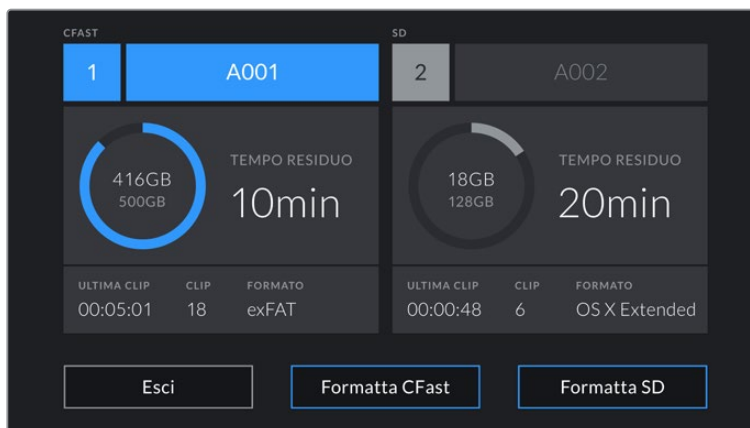 CFAST
1 A001
416GB
500GB
TEMPO RESIDUO
10min
ULTIMA CLIP CLIP FORMATO
00:05:01 18 exFAT
SD
2 A002
18GB
128GB
TEMPO RESIDUO
20min
ULTIMA CLIP CLIP FORMATO
00:00:48 6 OS X Extended
Esci Formatta CFast Formatta SD